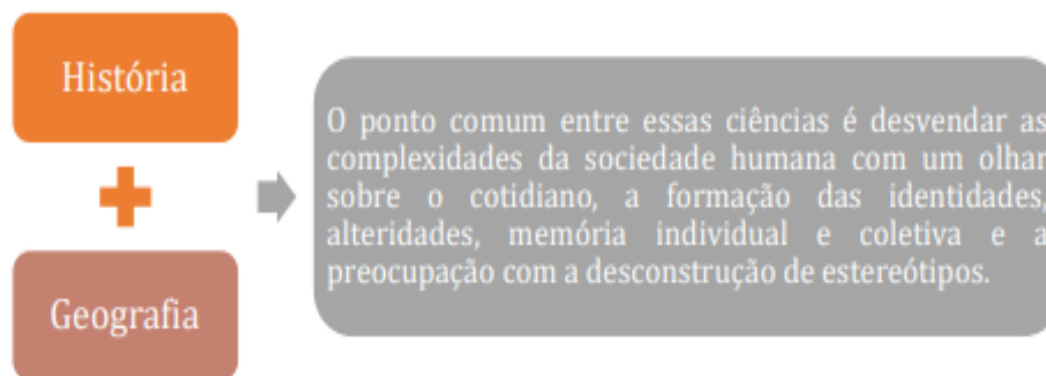 História
Geografia
O ponto comum entre essas ciências é desvendar as
complexidades da sociedade humana com um olhar
sobre o cotidiano, a formação das identidades,
alteridades, memória individual e coletiva e a
preocupação com a desconstrução de estereótipos.